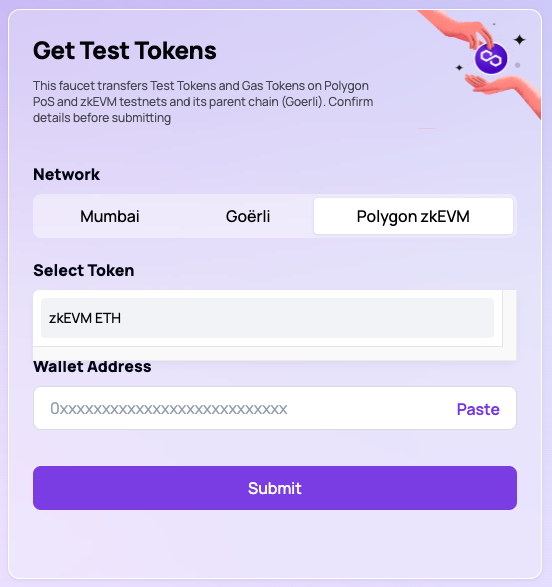 Get Test Tokens
This faucet transfers Test Tokens and Gas Tokens on Polygon
PoS and zkEVM testnets and its parent chain (Goerli). Confirm
details before submitting
Network
Mumbai Goërli Polygon zkEVM
Select Token
zkEVM ETH
Wallet Address
0xxxxxxxxxxxxxxxxxxxxxxxxxxx Paste
Submit